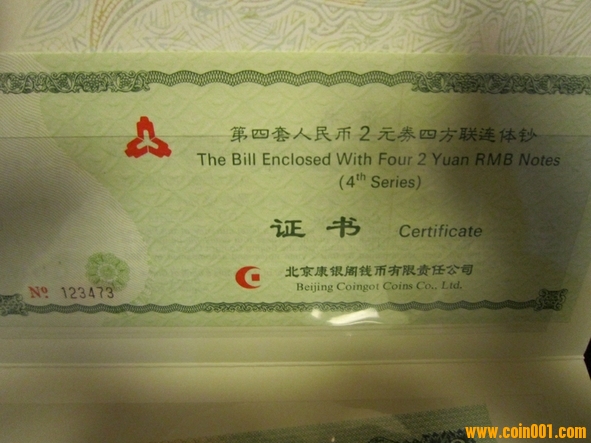 第四套人民币2元券四方联连体钞
The Bill Enclosed With Four 2 Yuan RMB Notes
(4th Series)
证书 Certificate
北京康银阁钱币有限责任公司
Beijing Coingot Coins Co., Ltd.
№ 123473
www.coin001.com